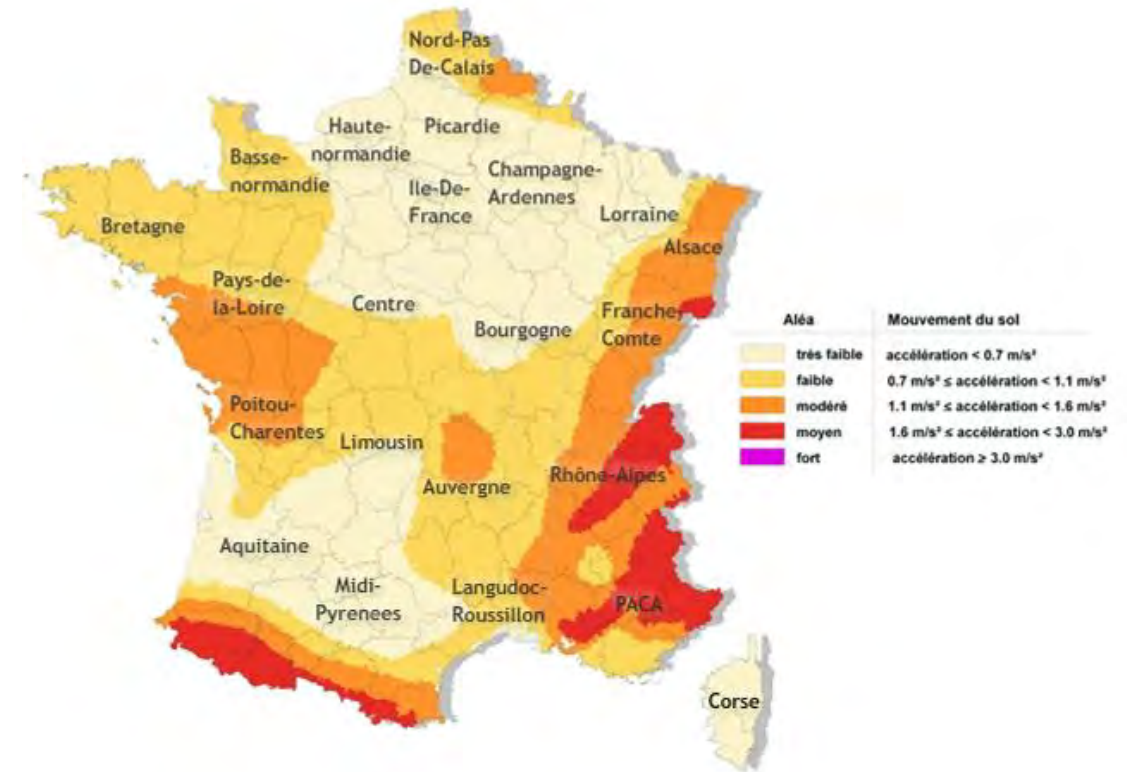 Nord-Pas
De-Calais
Haute-
normandie
Picardie
Basse-
normandie
Champagne-
Ardennes
Ile-De-
France
Lorraine
Bretagne
Alsace
Pays-de-
la-Loire
Centre
Bourgogne
Franche,
Comte
Poitou-
Charentes
Limousin
Auvergne
Rhône-Alpes
Aquitaine
Midi-
Pyrenees
Langudoc-
Roussillon
PACA
Corse
Aléa Mouvement du sol
trés faible accélération < 0.7 m/s²
faible 0.7 m/s² ≤ accélération < 1.1 m/s²
modéré 1.1 m/s² ≤ accélération < 1.6 m/s²
moyen 1.6 m/s² ≤ accélération < 3.0 m/s²
fort accélération ≥ 3.0 m/s²